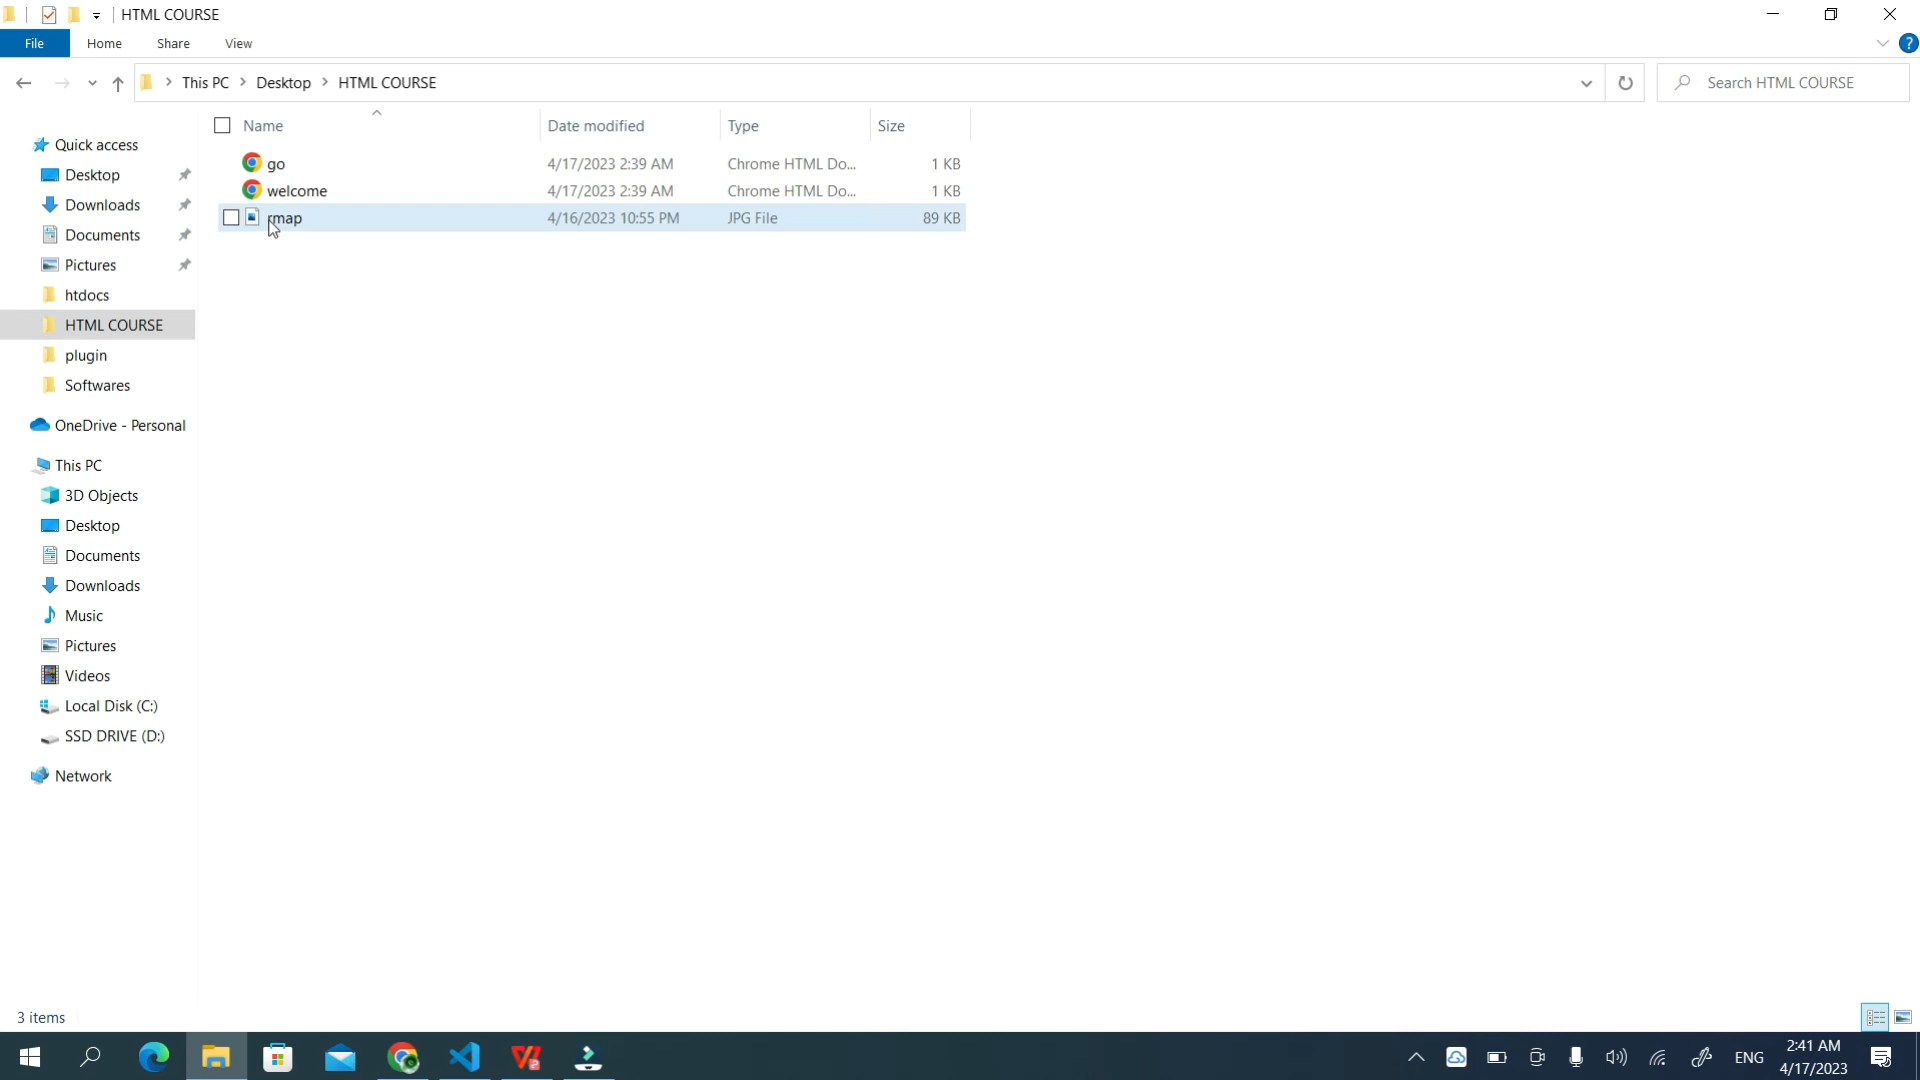 HTML COURSE
File Home Share View
This PC Desktop HTML COURSE
Search HTML COURSE
Name Date modified Type Size
go 4/17/2023 2:39 AM Chrome HTML Do... 1 KB
welcome 4/17/2023 2:39 AM Chrome HTML Do... 1 KB
rmap 4/16/2023 10:55 PM JPG File 89 KB
Quick access
Desktop
Downloads
Documents
Pictures
htdocs
HTML COURSE
plugin
Softwares
OneDrive - Personal
This PC
3D Objects
Desktop
Documents
Downloads
Music
Pictures
Videos
Local Disk (C:)
SSD DRIVE (D:)
Network
3 items
ENG
2:41 AM
4/17/2023